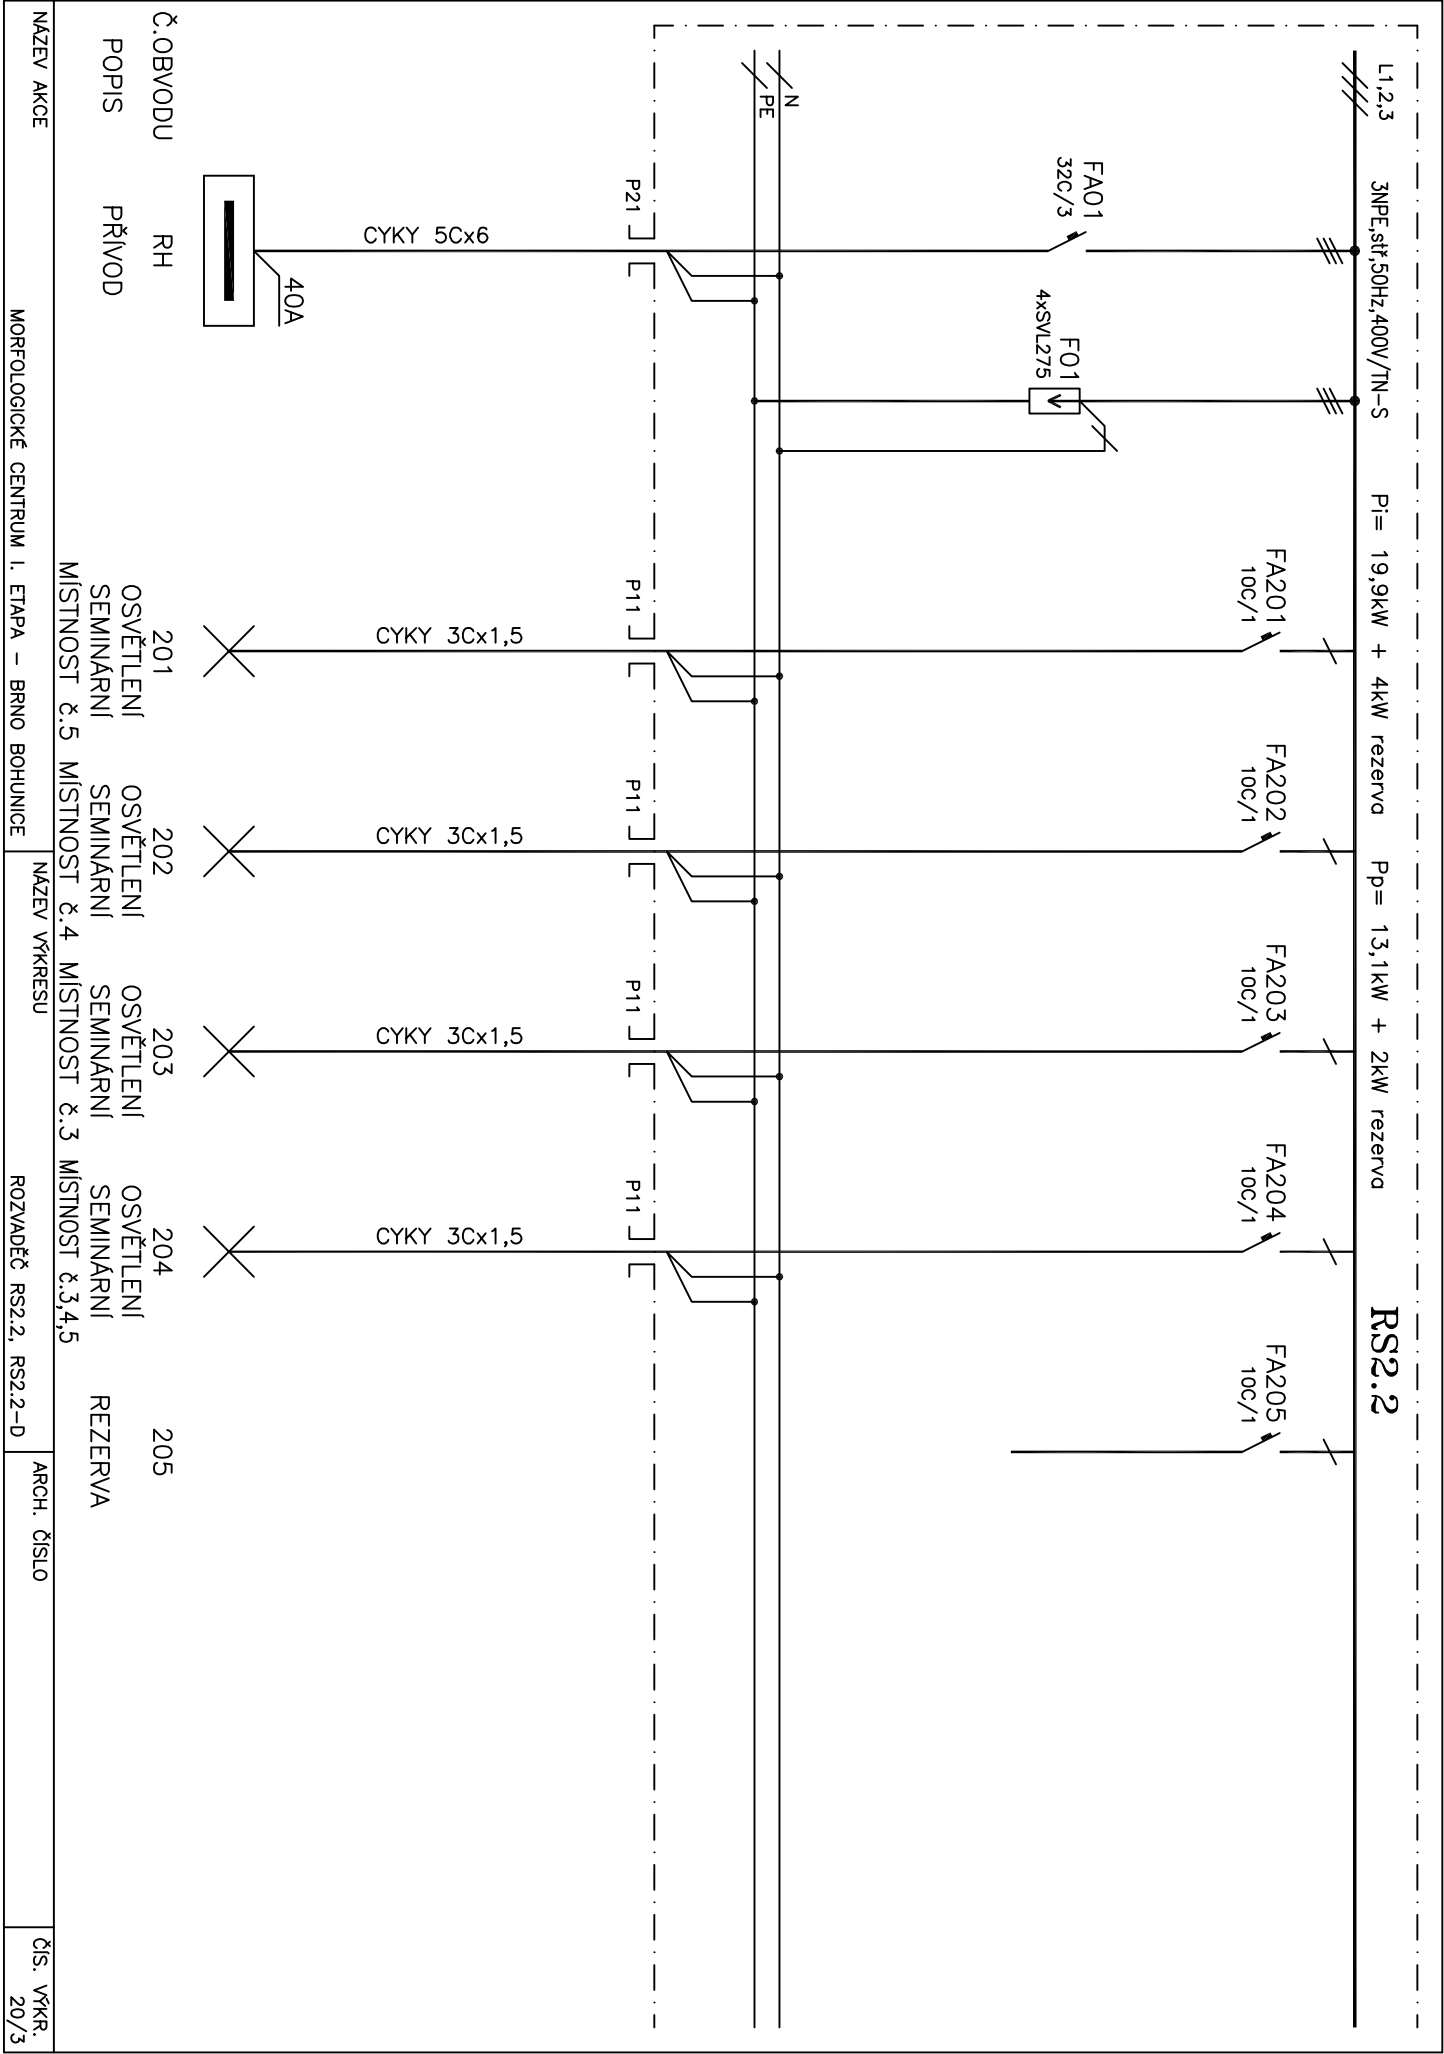 L1,2,3
3NPE,stř,50Hz,400V/TN-S
Pi= 19,9kW + 4kW rezerva
Pp= 13,1kW + 2kW rezerva
RS2.2
FA201
10C/1
FA202
10C/1
FA203
10C/1
FA204
10C/1
FA205
10C/1
FA01
32C/3
F01
4xSVL275
N
PE
P21
P11
P11
P11
P11
CYKY 5Cx6
CYKY 3Cx1,5
CYKY 3Cx1,5
CYKY 3Cx1,5
CYKY 3Cx1,5
40A
Č.OBVODU
RH
201
202
203
204
205
POPIS
PŘÍVOD
OSVĚTLENÍ
SEMINÁRNÍ
MÍSTNOST č.5
OSVĚTLENÍ
SEMINÁRNÍ
MÍSTNOST č.4
OSVĚTLENÍ
SEMINÁRNÍ
MÍSTNOST č.3
OSVĚTLENÍ
SEMINÁRNÍ
MÍSTNOST č.3,4,5
REZERVA
NÁZEV AKCE
MORFOLOGICKÉ CENTRUM I. ETAPA - BRNO BOHUNICE
NÁZEV VÝKRESU
ROZVADĚČ RS2.2, RS2.2-D
ARCH. ČÍSLO
ČÍS. VÝKR.
20/3